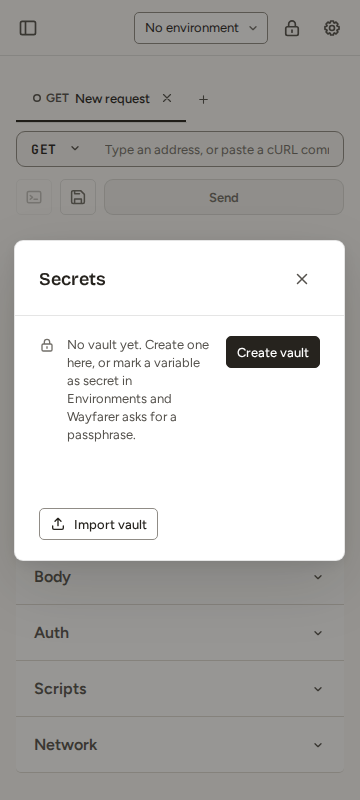 No environment
GET New request
GET Type an address, or paste a cURL com
Send
Secrets
No vault yet. Create one
here, or mark a variable
as secret in
Environments and
Wayfarer asks for a
passphrase.
Create vault
Import vault
Body
Auth
Scripts
Network